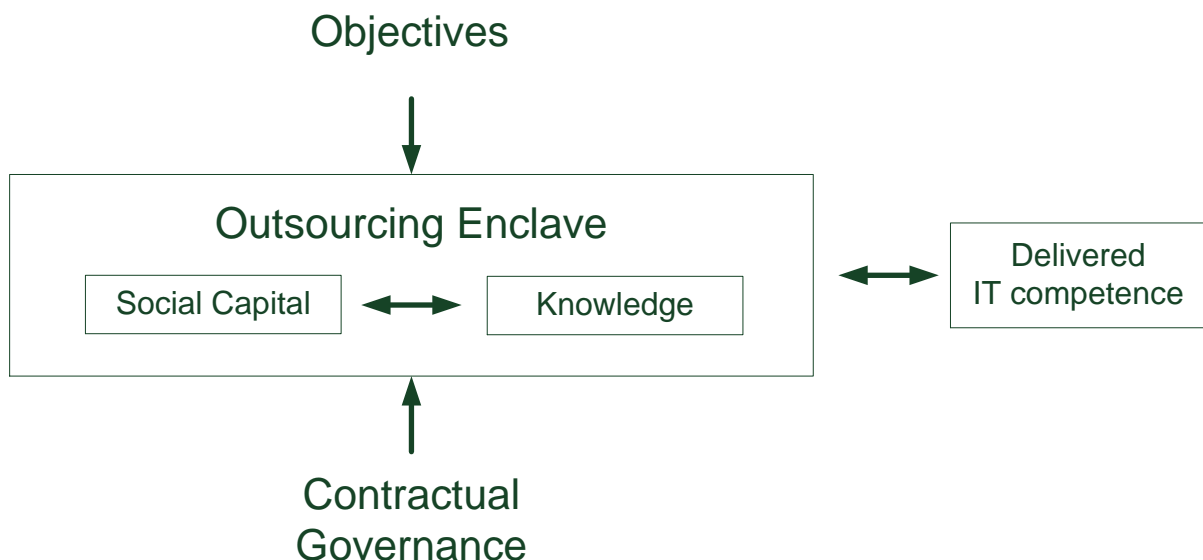 Objectives
Outsourcing Enclave
Social Capital
Knowledge
Delivered
IT competence
Contractual
Governance